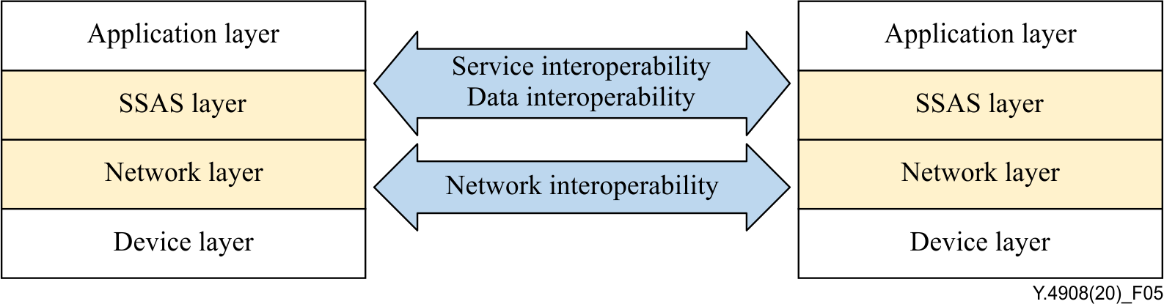 Application layer
SSAS layer
Network layer
Device layer
Service interoperability
Data interoperability
Network interoperability
Application layer
SSAS layer
Network layer
Device layer
Y.4908(20)_F05